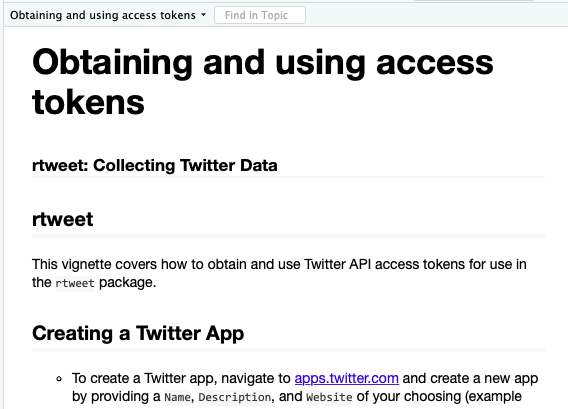 Obtaining and using access tokens
Find in Topic
Obtaining and using access
tokens
rtweet: Collecting Twitter Data
rtweet
This vignette covers how to obtain and use Twitter API access tokens for use in
the rtweet package.
Creating a Twitter App
To create a Twitter app, navigate to apps.twitter.com and create a new app
by providing a Name, Description, and Website of your choosing (example